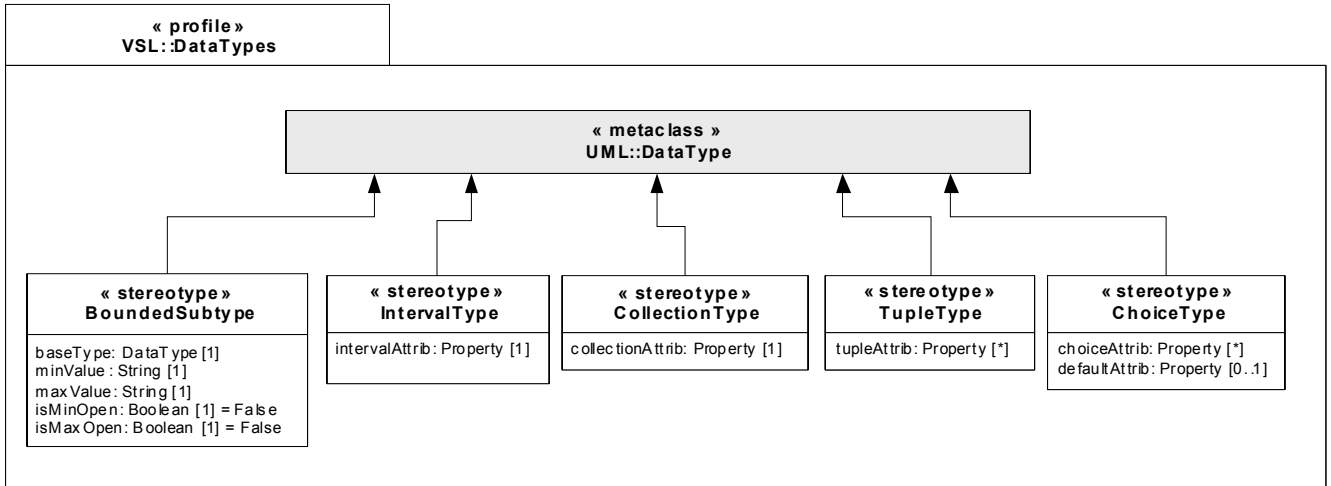 « profile»
VSL::DataTypes
« metaclass »
UML::DataType
« stereotype»
BoundedSubtype
baseType: DataType [1]
minValue: String [1]
maxValue: String [1]
isMinOpen: Boolean [1] = False
isMaxOpen: Boolean [1] = False
« stereotype»
IntervalType
intervalAttrib: Property [1]
« stereotype»
CollectionType
collectionAttrib: Property [1]
« stereotype»
TupleType
tupleAttrib: Property [*]
« stereotype»
ChoiceType
choiceAttrib: Property [*]
defaultAttrib: Property [0..1]